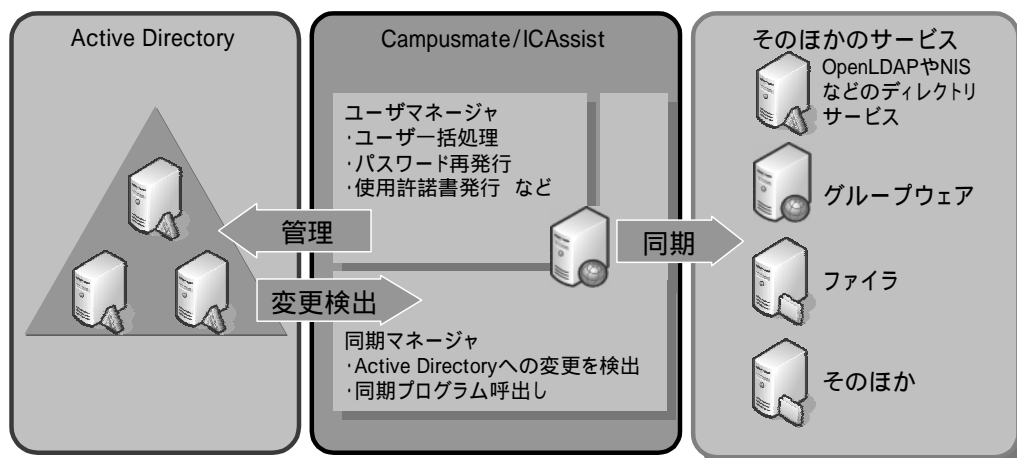 Active Directory
Campusmate/ICAssist
そのほかのサービス
OpenLDAPやNIS
などのディレクトリ
サービス
ユーザマネージャ
・ユーザ一括処理
・パスワード再発行
・使用許諾書発行 など
グループウェア
管理
同期
変更検出
ファイラ
同期マネージャ
・Active Directoryへの変更を検出
・同期プログラム呼出し
そのほか